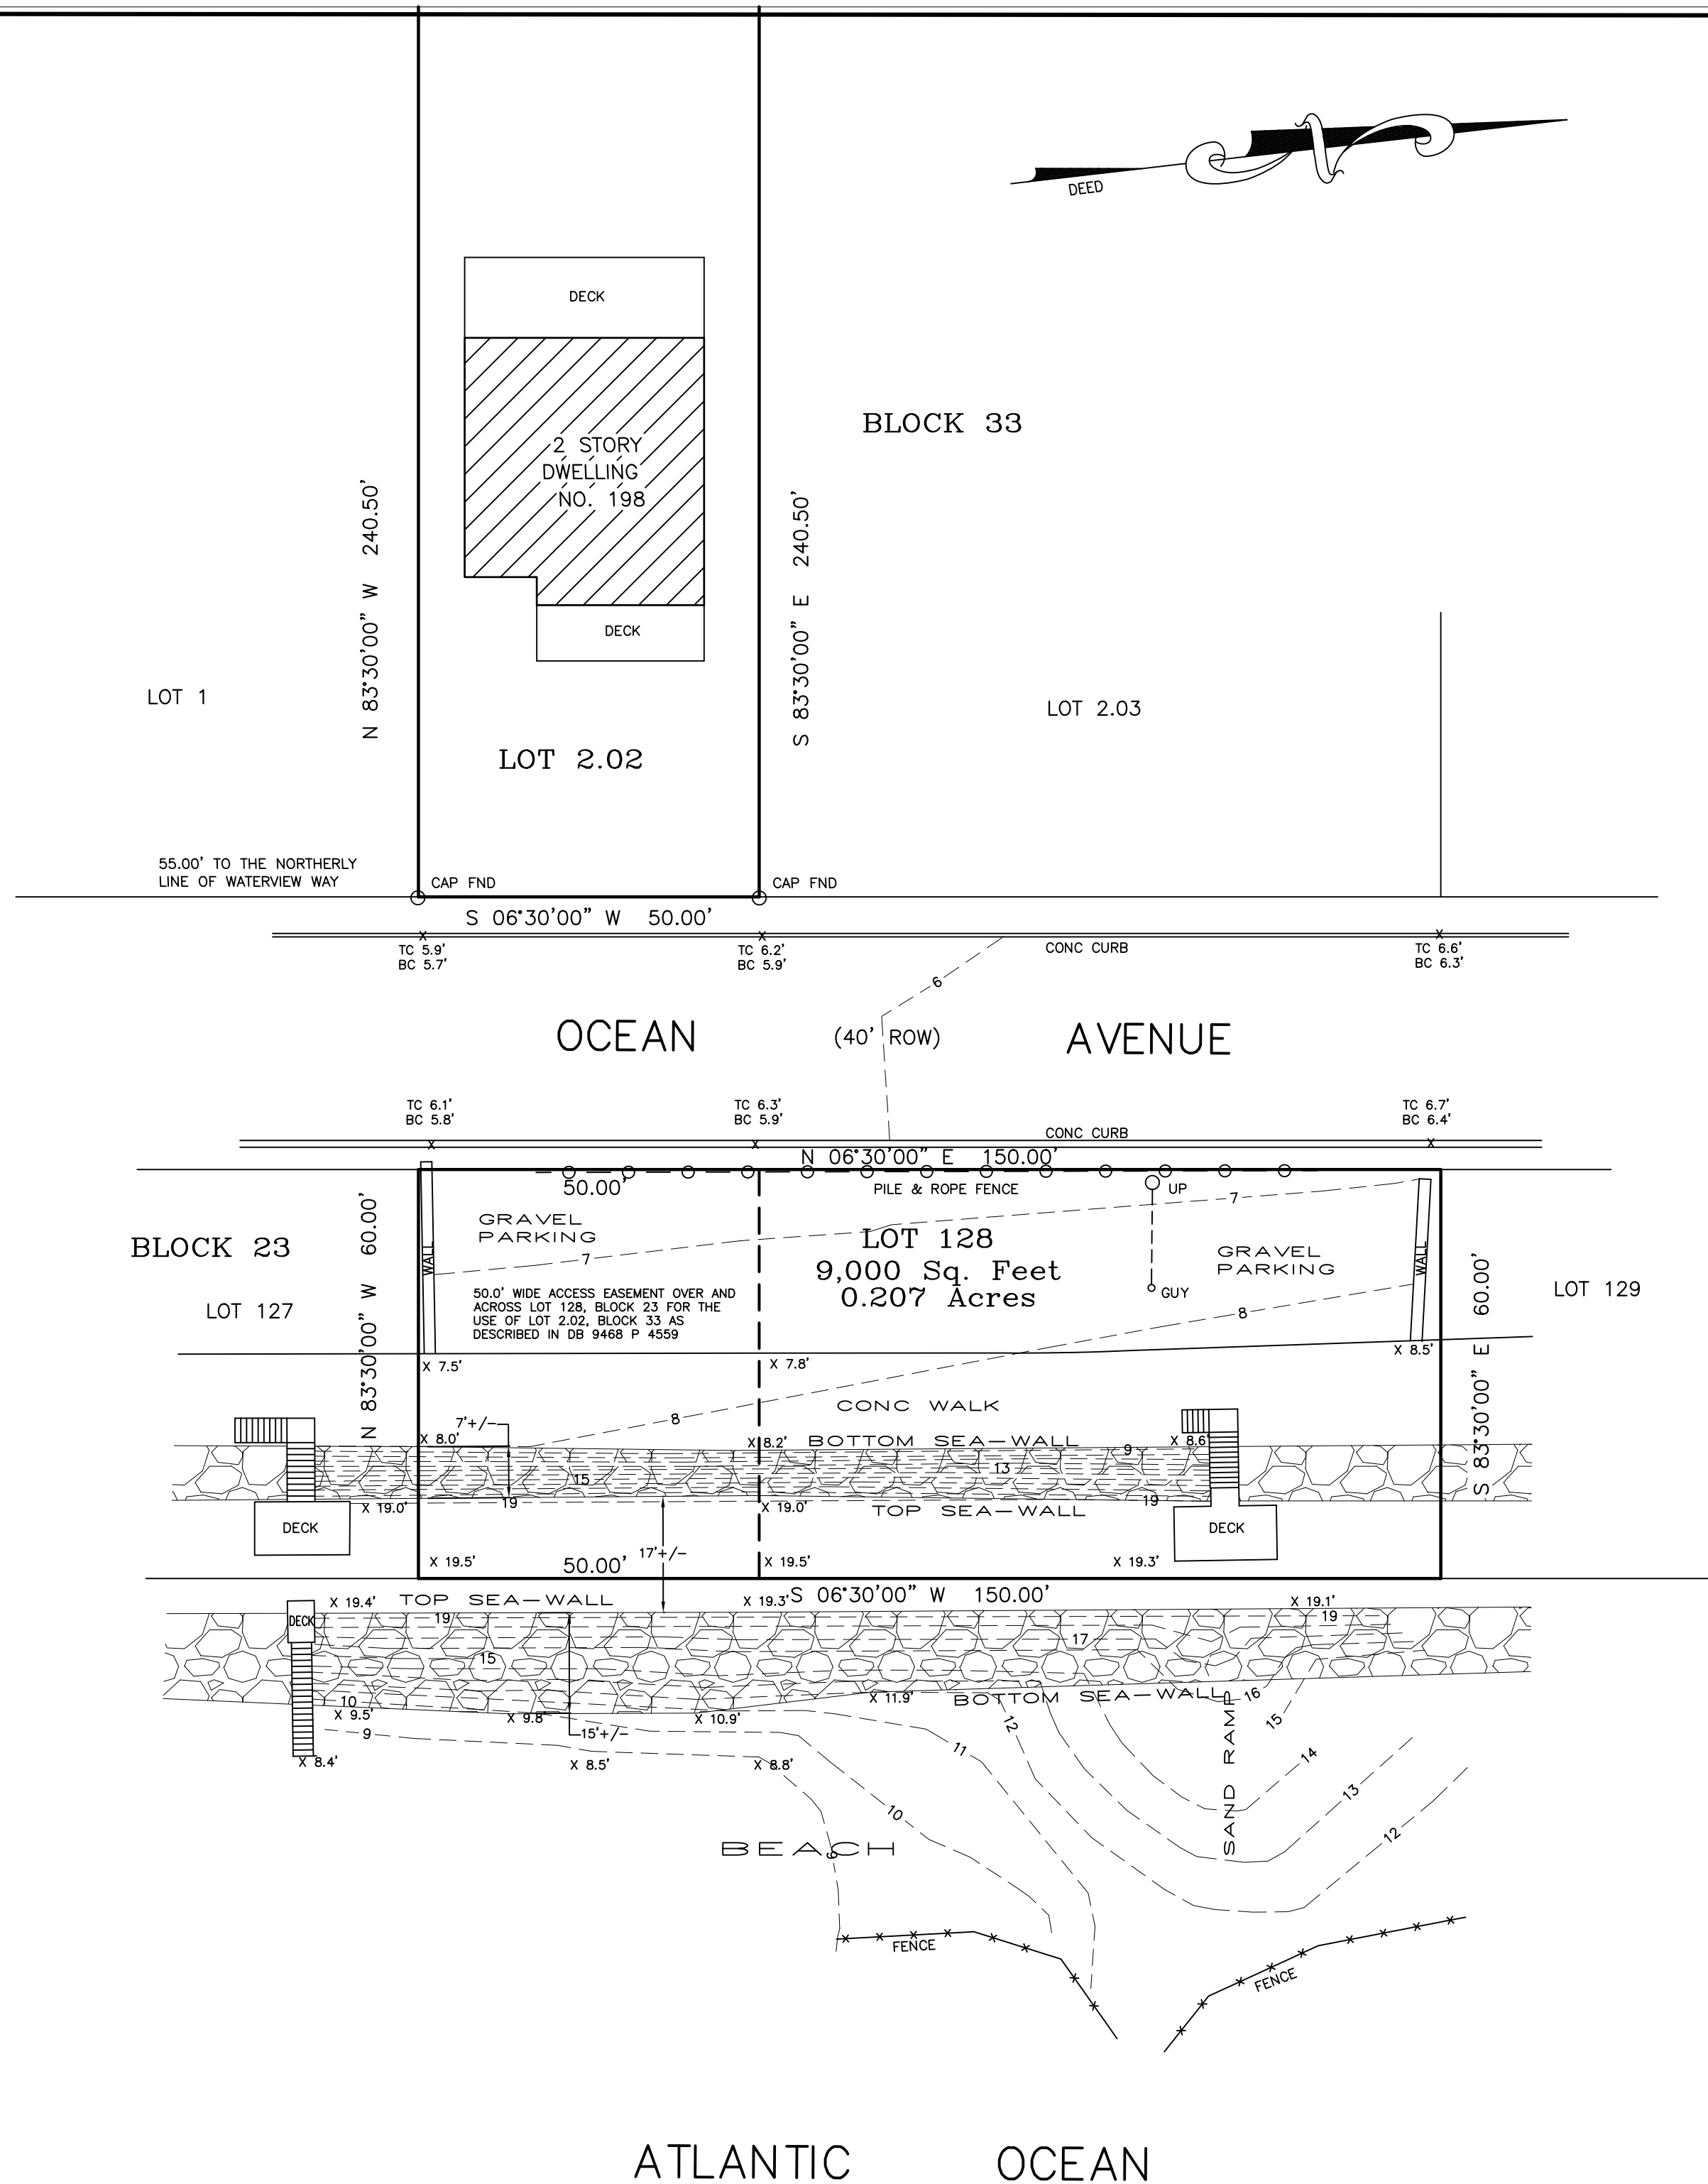 N
DEED
DECK
BLOCK 33
2 STORY
DWELLING
NO. 198
N 83°30'00" W 240.50'
S 83°30'00" E 240.50'
DECK
LOT 1
LOT 2.03
LOT 2.02
55.00' TO THE NORTHERLY
LINE OF WATERVIEW WAY
CAP FND
CAP FND
S 06°30'00" W 50.00'
TC 5.9'
BC 5.7'
TC 6.2'
BC 5.9'
CONC CURB
TC 6.6'
BC 6.3'
6
OCEAN
(40' ROW)
AVENUE
TC 6.1'
BC 5.8'
TC 6.3'
BC 5.9'
TC 6.7'
BC 6.4'
CONC CURB
N 06°30'00" E 150.00'
50.00'
PILE & ROPE FENCE
UP
7
GRAVEL
PARKING
BLOCK 23
N 83°30'00" W 60.00'
WALL
7
LOT 128
9,000 Sq. Feet
0.207 Acres
GRAVEL
PARKING
WALL
GUY
S 83°30'00" E 60.00'
LOT 129
LOT 127
50.0' WIDE ACCESS EASEMENT OVER AND
ACROSS LOT 128, BLOCK 23 FOR THE
USE OF LOT 2.02, BLOCK 33 AS
DESCRIBED IN DB 9468 P 4559
8
X 7.5'
X 7.8'
X 8.5'
CONC WALK
8
7'+/-
X 8.0'
X 8.2'
BOTTOM SEA-WALL
9
X 8.6'
15
13
X 19.0'
19
X 19.0'
TOP SEA-WALL
19
DECK
DECK
X 19.5'
50.00'
17'+/-
X 19.5'
X 19.3'
S 06°30'00" W 150.00'
X 19.4'
TOP SEA-WALL
X 19.3'
X 19.1'
DECK
19
19
17
15
10
X 9.5'
X 9.8'
X 10.9'
X 11.9'
BOTTOM SEA-WALL
16
15
9
15'+/-
12
11
X 8.4'
X 8.5'
X 8.8'
14
13
12
SAND RAMP
10
BEACH
9
FENCE
FENCE
ATLANTIC OCEAN